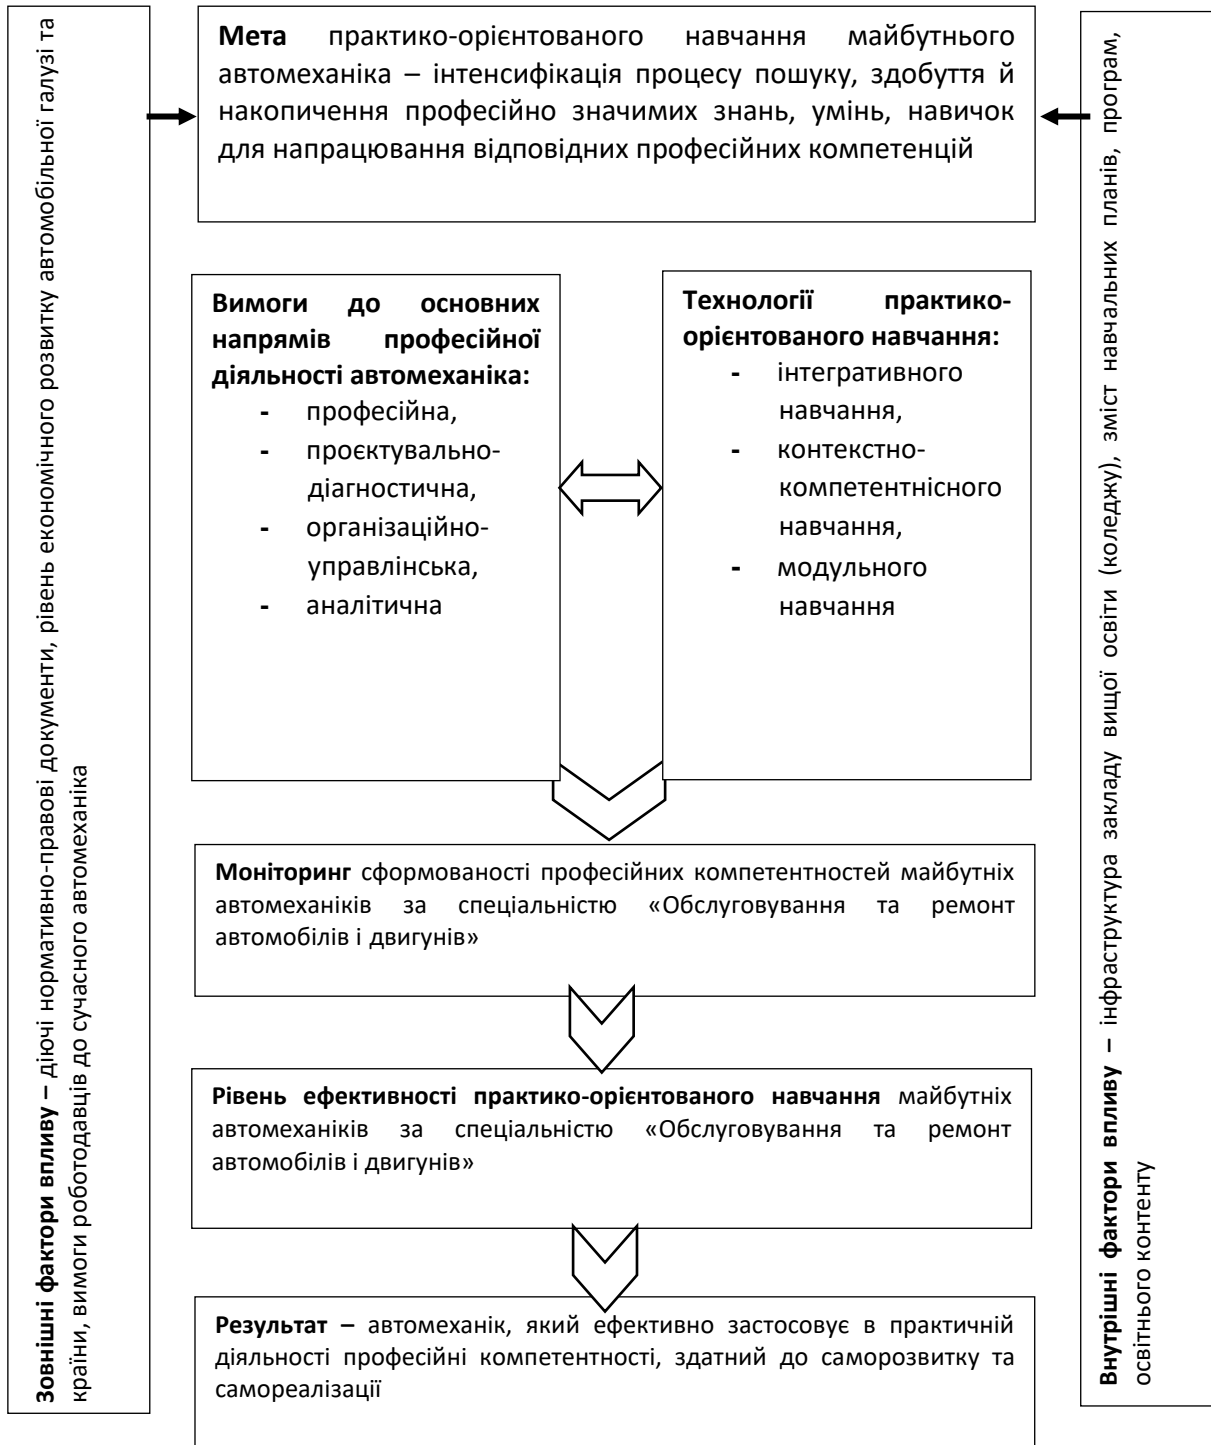 Зовнішні фактори впливу – діючі нормативно-правові документи, рівень економічного розвитку автомобільної галузі та
країни, вимоги роботодавців до сучасного автомеханіка
Мета практико-орієнтованого навчання майбутнього
автомеханіка – інтенсифікація процесу пошуку, здобуття й
накопичення професійно значимих знань, умінь, навичок
для напрацювання відповідних професійних компетенцій
Вимоги до основних
напрямів професійної
діяльності автомеханіка:
- професійна,
- проєктувально-
діагностична,
- організаційно-
управлінська,
- аналітична
Технології практико-
орієнтованого навчання:
- інтегративного
навчання,
- контекстно-
компетентнісного
навчання,
- модульного
навчання
Моніторинг сформованості професійних компетентностей майбутніх
автомеханіків за спеціальністю «Обслуговування та ремонт
автомобілів і двигунів»
Рівень ефективності практико-орієнтованого навчання майбутніх
автомеханіків за спеціальністю «Обслуговування та ремонт
автомобілів і двигунів»
Результат – автомеханік, який ефективно застосовує в практичній
діяльності професійні компетентності, здатний до саморозвитку та
самореалізації
Внутрішні фактори впливу – інфраструктура закладу вищої освіти (коледжу), зміст навчальних планів, програм,
освітнього контенту